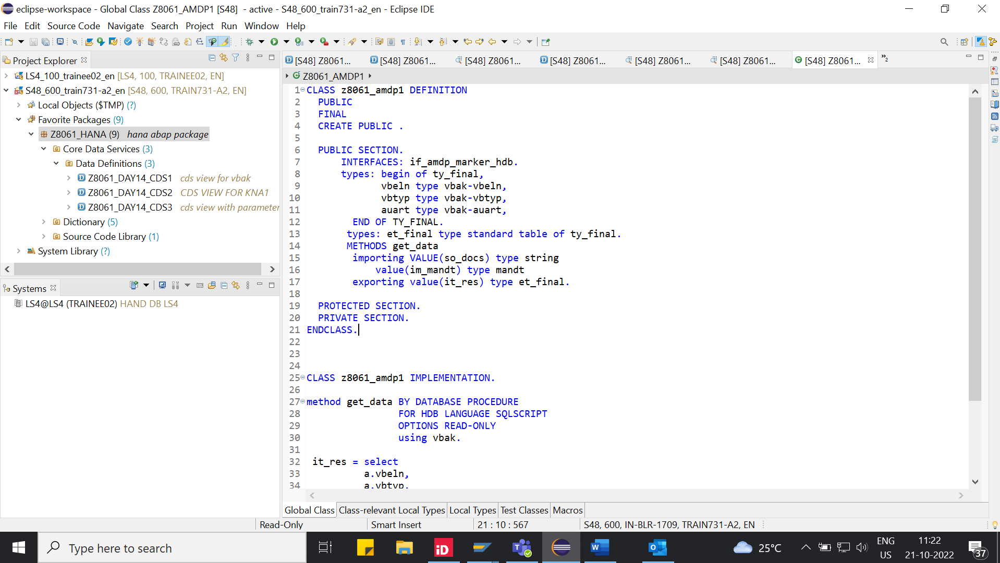 eclipse-workspace - Global Class Z8061_AMDP1 [S48]  - active - S48_600_train731-a2_en - Eclipse IDE
File Edit Source Code Navigate Search Project Run Window Help
Project Explorer
LS4_100_trainee02_en [LS4, 100, TRAINEE02, EN]
S48_600_train731-a2_en [S48, 600, TRAIN731-A2, EN]
Local Objects ($TMP) (?)
Favorite Packages (9)
Z8061_HANA (9) hana abap package
Core Data Services (3)
Data Definitions (3)
Z8061_DAY14_CDS1 cds view for vbak
Z8061_DAY14_CDS2 CDS VIEW FOR KNA1
Z8061_DAY14_CDS3 cds view with parameter
Dictionary (5)
Source Code Library (1)
System Library (?)
Systems
LS4@LS4 (TRAINEE02) HAND DB LS4
[S48] Z8061... [S48] Z8061... [S48] Z8061... [S48] Z8061... [S48] Z8061... [S48] Z8061... [S48] Z8061... »2
Z8061_AMDP1
1 CLASS z8061_amdp1 DEFINITION
2 PUBLIC
3 FINAL
4 CREATE PUBLIC .
5
6 PUBLIC SECTION.
7 INTERFACES: if_amdp_marker_hdb.
8 types: begin of ty_final,
9 vbeln type vbak-vbeln,
10 vbtyp type vbak-vbtyp,
11 auart type vbak-auart,
12 END OF TY_FINAL.
13 types: et_final type standard table of ty_final.
14 METHODS get_data
15 importing VALUE(so_docs) type string
16 value(im_mandt) type mandt
17 exporting value(it_res) type et_final.
18
19 PROTECTED SECTION.
20 PRIVATE SECTION.
21 ENDCLASS.
22
23
24
25 CLASS z8061_amdp1 IMPLEMENTATION.
26
27 method get_data BY DATABASE PROCEDURE
28 FOR HDB LANGUAGE SQLSCRIPT
29 OPTIONS READ-ONLY
30 using vbak.
31
32 it_res = select
33 a.vbeln,
34 a.vbtyp,
Global Class Class-relevant Local Types Local Types Test Classes Macros
Read-Only Smart Insert 21 : 10 : 567 S48, 600, IN-BLR-1709, TRAIN731-A2, EN
Type here to search
iD
25°C
ENG
US
11:22
21-10-2022
37